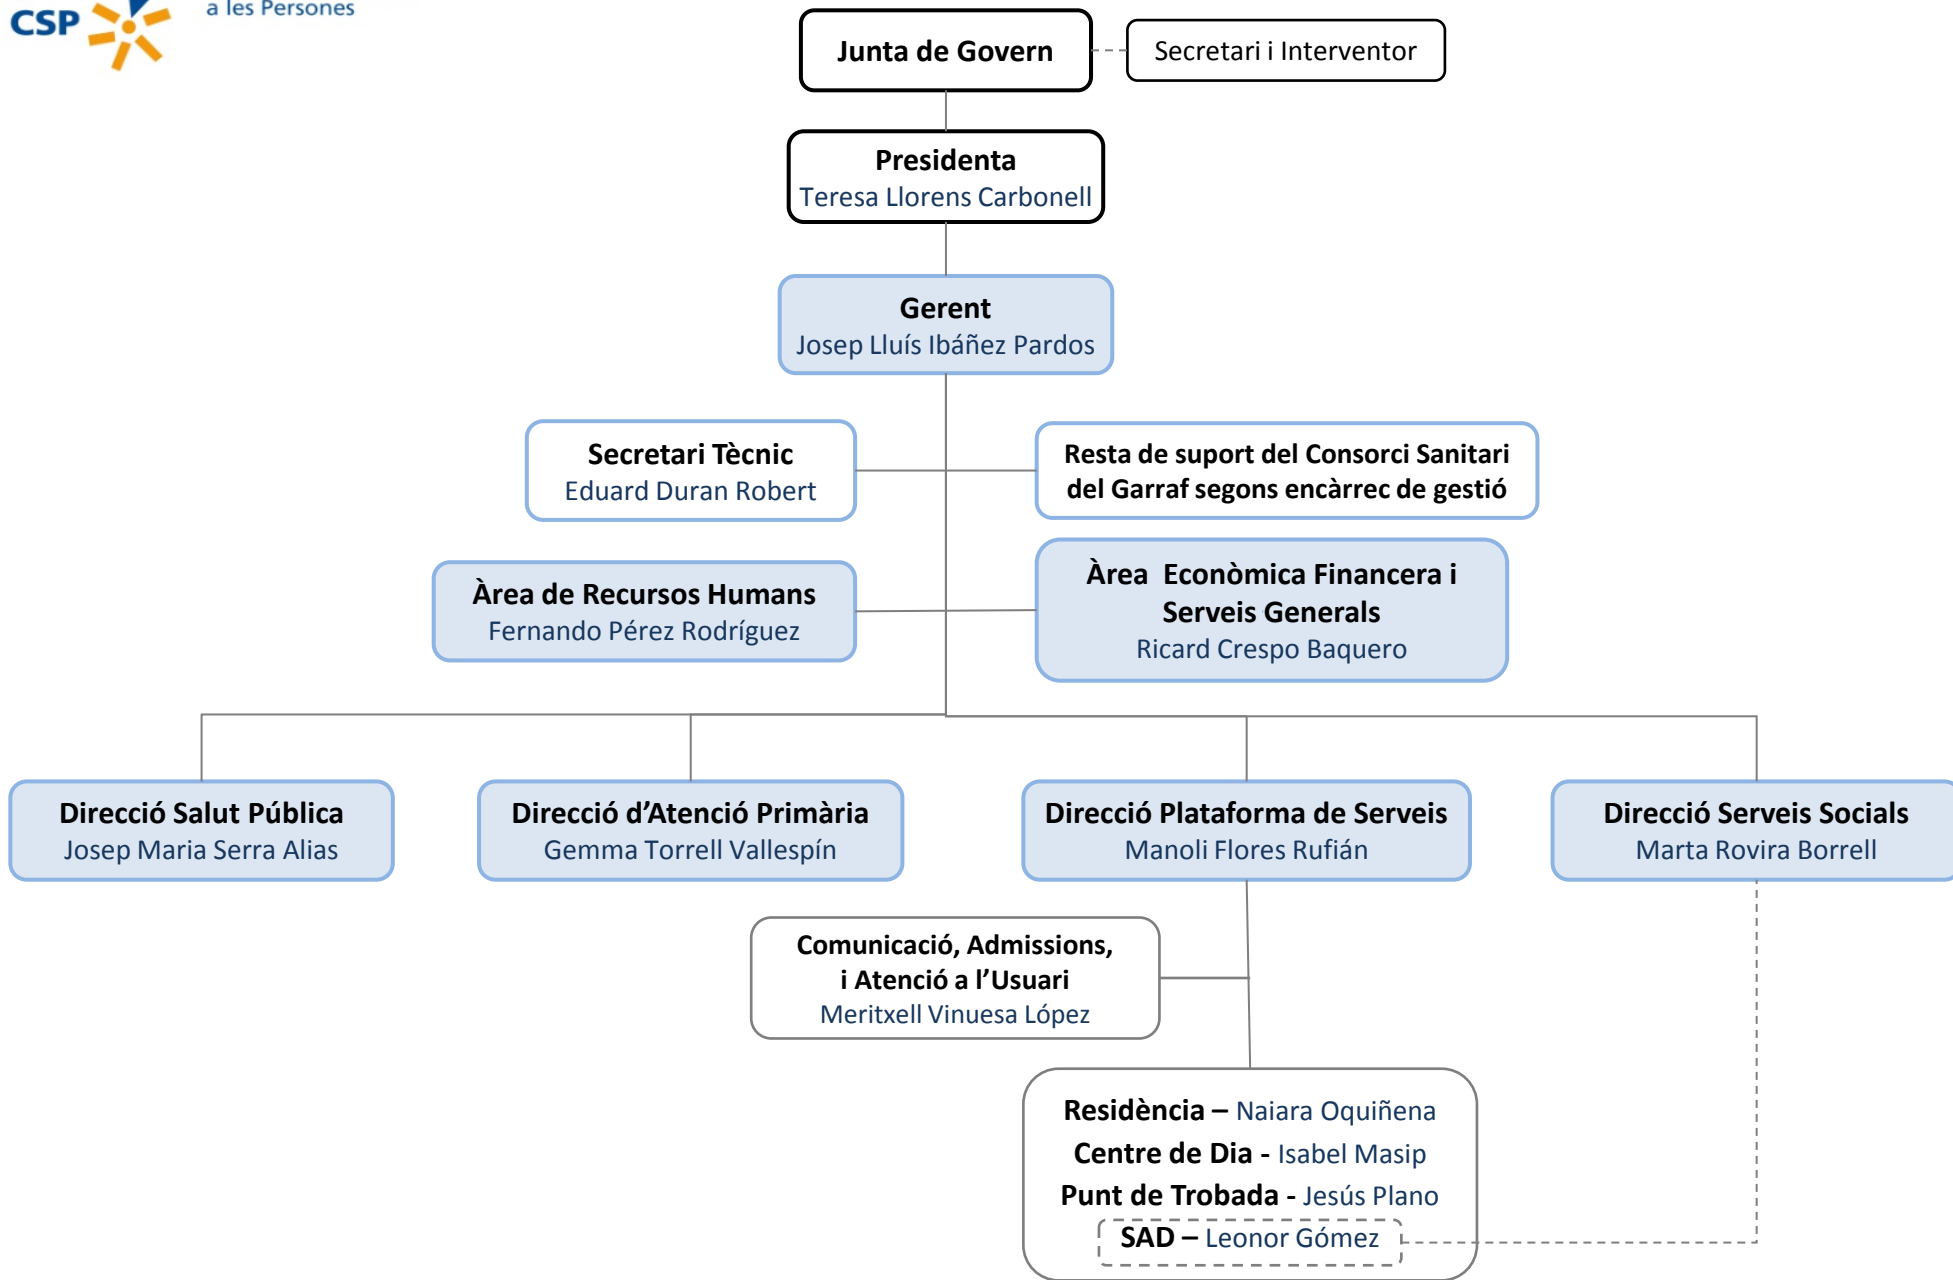 CSP
a les Persones
Junta de Govern
Secretari i Interventor
Presidenta
Teresa Llorens Carbonell
Gerent
Josep Lluís Ibáñez Pardos
Secretari Tècnic
Eduard Duran Robert
Resta de suport del Consorci Sanitari
del Garraf segons encàrrec de gestió
Àrea de Recursos Humans
Fernando Pérez Rodríguez
Àrea Econòmica Financera i
Serveis Generals
Ricard Crespo Baquero
Direcció Salut Pública
Josep Maria Serra Alias
Direcció d’Atenció Primària
Gemma Torrell Vallespín
Direcció Plataforma de Serveis
Manoli Flores Rufián
Direcció Serveis Socials
Marta Rovira Borrell
Comunicació, Admissions,
i Atenció a l’Usuari
Meritxell Vinuesa López
Residència – Naiara Oquiñena
Centre de Dia - Isabel Masip
Punt de Trobada - Jesús Plano
SAD – Leonor Gómez